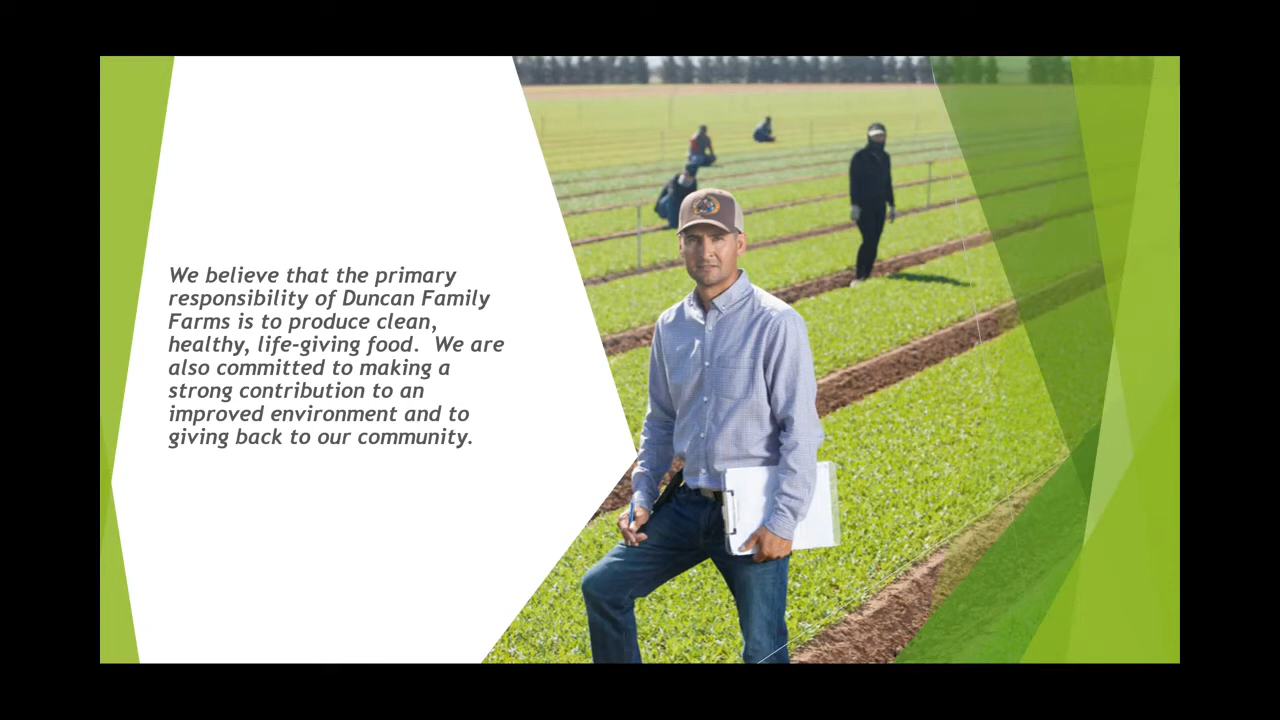 We believe that the primary
responsibility of Duncan Family
Farms is to produce clean,
healthy, life-giving food.  We are
also committed to making a
strong contribution to an
improved environment and to
giving back to our community.